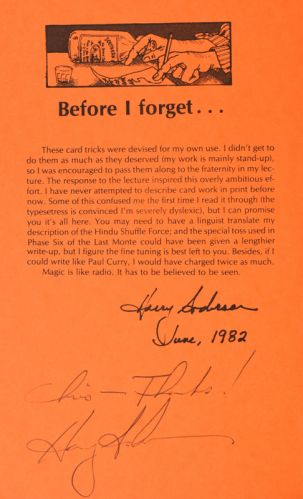 Before I forget...
These card tricks were devised for my own use. I didn't get to
do them as much as they deserved (my work is mainly stand-up),
so I was encouraged to pass them along to the fraternity in my lec-
ture. The response to the lecture inspired this overly ambitious ef-
fort. I have never attempted to describe card work in print before
now. Some of this confused me the first time I read it through (the
typesetress is convinced I'm severely dyslexic), but I can promise
you it's all here. You may need to have a linguist translate my
description of the Hindu Shuffle Force; and the special toss used in
Phase Six of the Last Monte could have been given a lengthier
write-up, but I figure the fine tuning is best left to you. Besides, if I
could write like Paul Curry, I would have charged twice as much.
Magic is like radio. It has to be believed to be seen.
Harry Anderson
June, 1982
Thanks!
Harry